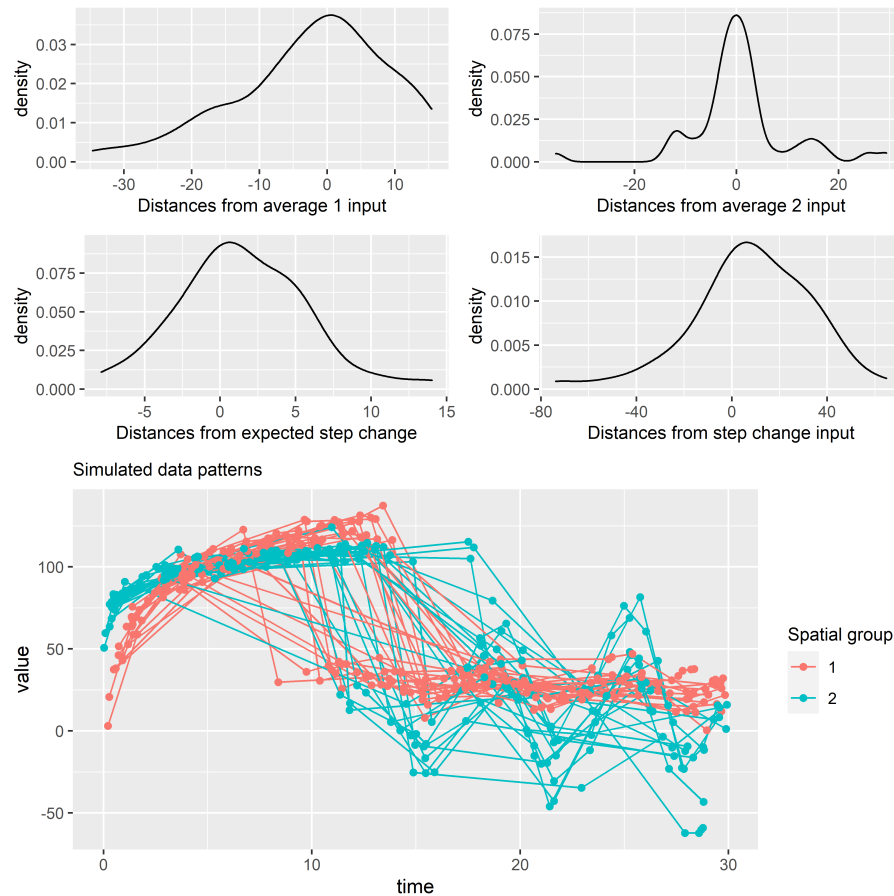 density
0.03
0.02
0.01
0.00
-30 -20 -10 0 10
Distances from average 1 input
density
0.075
0.050
0.025
0.000
-20 0 20
Distances from average 2 input
density
0.075
0.050
0.025
0.000
-5 0 5 10 15
Distances from expected step change
density
0.015
0.010
0.005
0.000
-80 -40 0 40
Distances from step change input
Simulated data patterns
value
100
50
0
-50
0 10 20 30
time
Spatial group
1
2